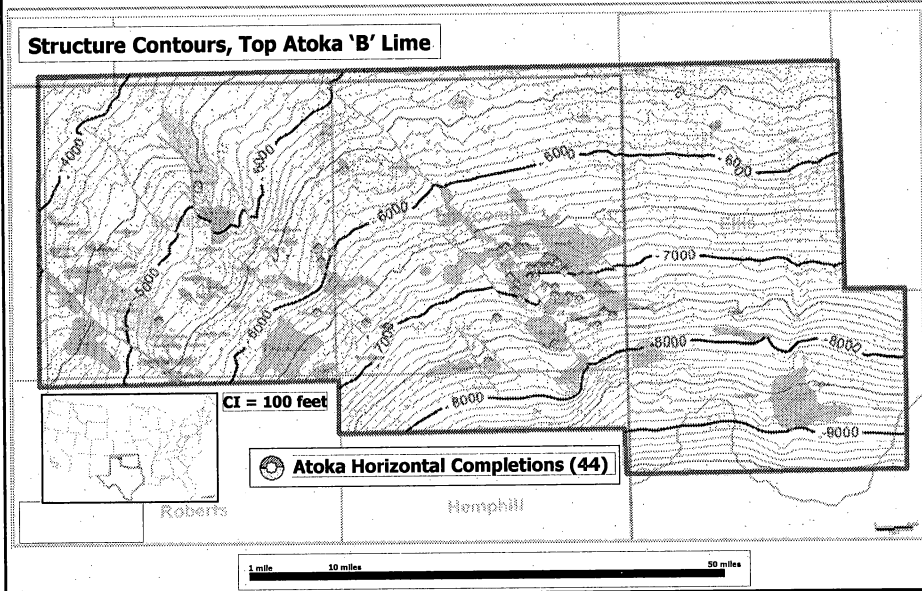 Structure Contours, Top Atoka ‘B’ Lime
-4000
-5000
-6000
-6000
-6000
-5000
-7000
-6000
-7000
-8000
-8000
-8000
-9000
CI = 100 feet
Atoka Horizontal Completions (44)
Roberts
Hemphill
1 mile 10 miles 50 miles